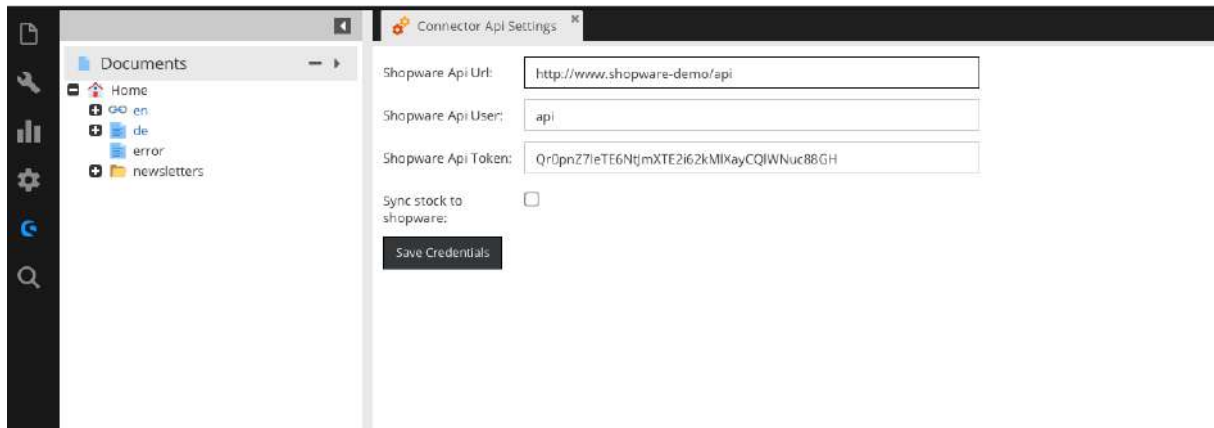 Connector Api Settings
Documents
Home
en
de
error
newsletters
Shopware Api Url:
http://www.shopware-demo/api
Shopware Api User:
api
Shopware Api Token:
Sync stock to
shopware:
Save Credentials